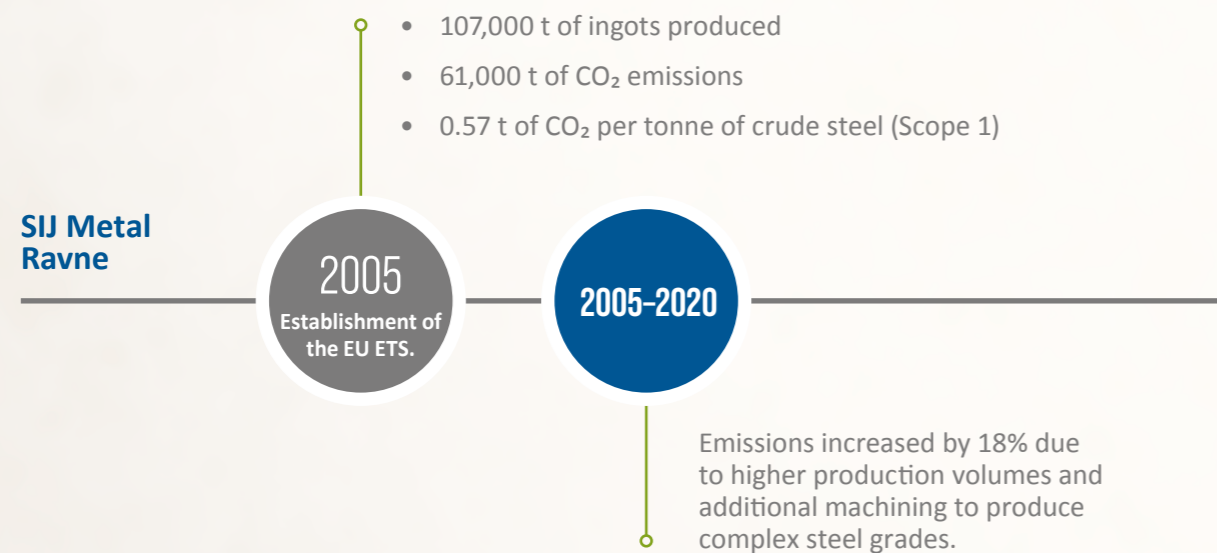 • 107,000 t of ingots produced
• 61,000 t of CO₂ emissions
• 0.57 t of CO₂ per tonne of crude steel (Scope 1)
SIJ Metal
Ravne
2005
Establishment of
the EU ETS.
2005–2020
Emissions increased by 18% due
to higher production volumes and
additional machining to produce
complex steel grades.